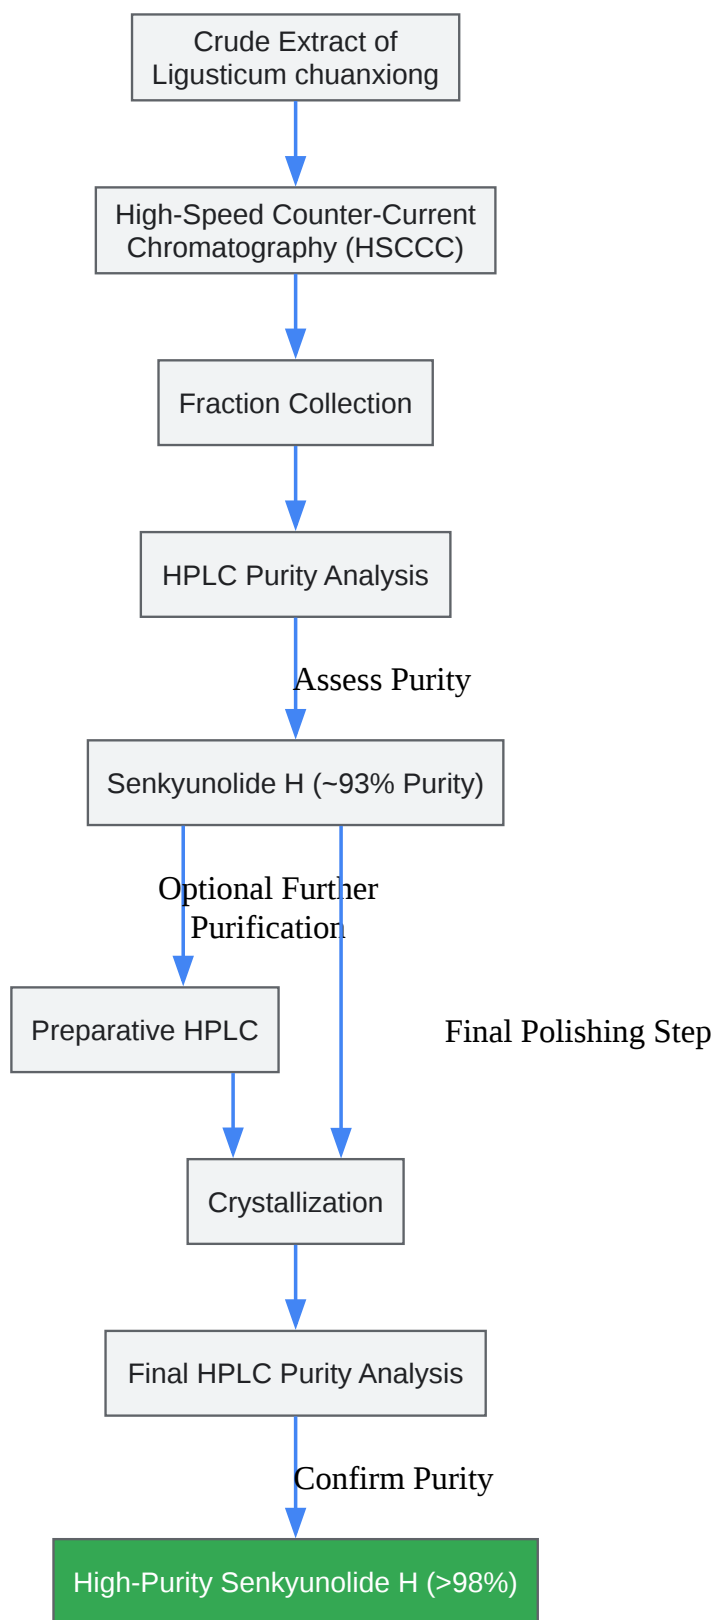 Crude Extract of
Ligusticum chuanxiong
High-Speed Counter-Current
Chromatography (HSCCC)
Fraction Collection
HPLC Purity Analysis
Assess Purity
Senkyunolide H (~93% Purity)
Optional Further
Purification
Preparative HPLC
Final Polishing Step
Crystallization
Final HPLC Purity Analysis
Confirm Purity
High-Purity Senkyunolide H (>98%)